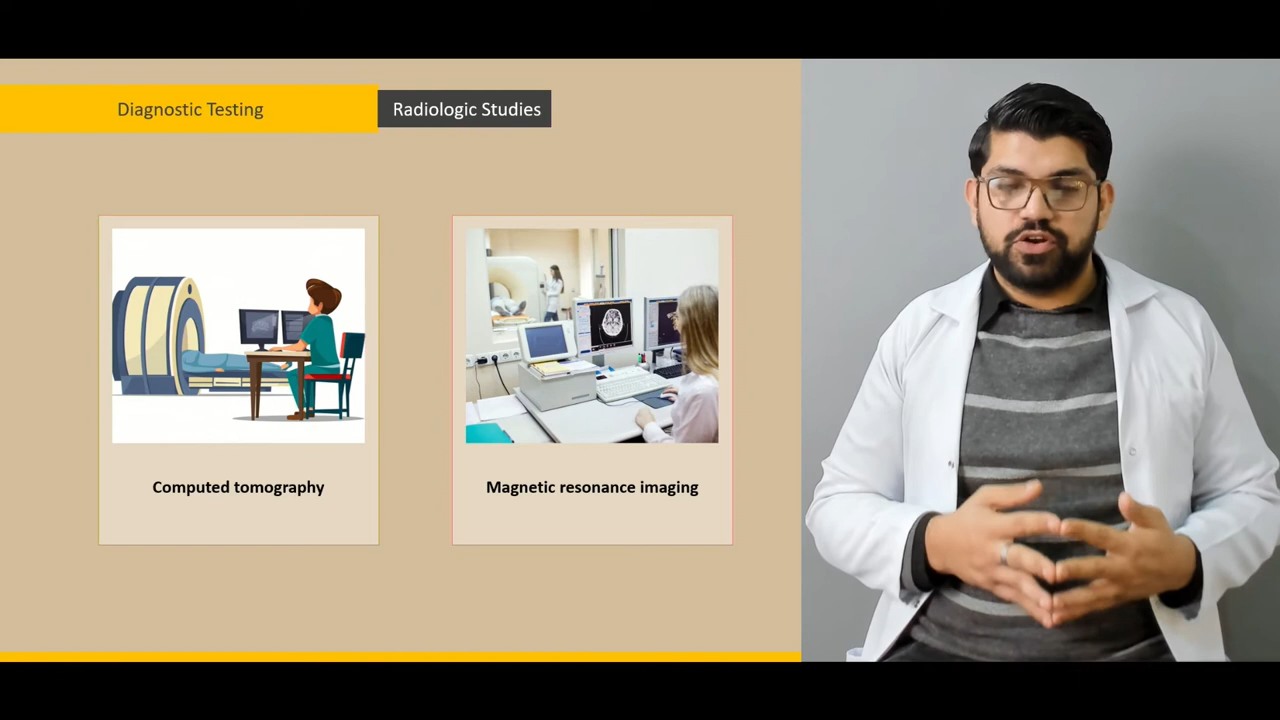 Diagnostic Testing
Radiologic Studies
Computed tomography
Magnetic resonance imaging